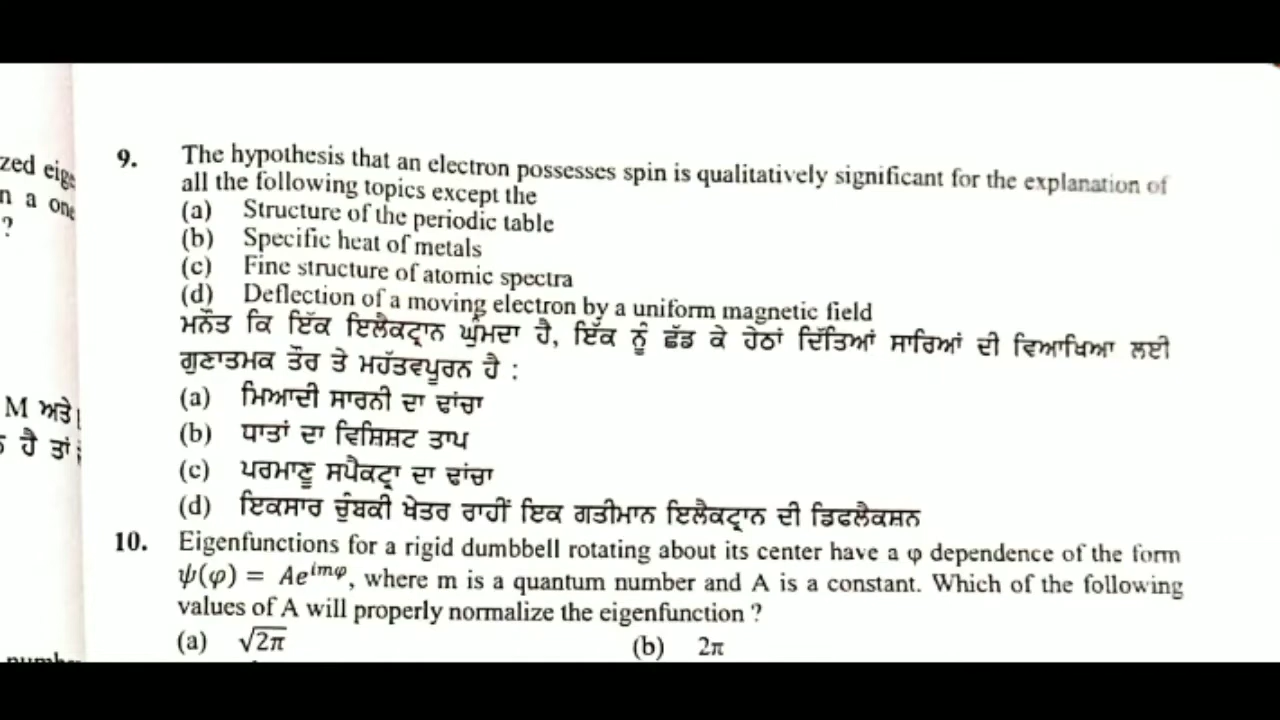 zed eige
n a one
?
M ਅਤੇ
ਹੈ ਤਾਂ
9. The hypothesis that an electron possesses spin is qualitatively significant for the explanation of
all the following topics except the
(a) Structure of the periodic table
(b) Specific heat of metals
(c) Fine structure of atomic spectra
(d) Deflection of a moving electron by a uniform magnetic field
ਮਨੌਤ ਕਿ ਇੱਕ ਇਲੈਕਟ੍ਰਾਨ ਘੁੰਮਦਾ ਹੈ, ਇੱਕ ਨੂੰ ਛੱਡ ਕੇ ਹੇਠਾਂ ਦਿੱਤਿਆਂ ਸਾਰਿਆਂ ਦੀ ਵਿਆਖਿਆ ਲਈ
ਗੁਣਾਤਮਕ ਤੌਰ ਤੇ ਮਹੱਤਵਪੂਰਨ ਹੈ :
(a) ਮਿਆਦੀ ਸਾਰਨੀ ਦਾ ਢਾਂਚਾ
(b) ਧਾਤਾਂ ਦਾ ਵਿਸ਼ਿਸ਼ਟ ਤਾਪ
(c) ਪਰਮਾਣੂ ਸਪੈਕਟ੍ਰਾ ਦਾ ਢਾਂਚਾ
(d) ਇਕਸਾਰ ਚੁੰਬਕੀ ਖੇਤਰ ਰਾਹੀਂ ਇਕ ਗਤੀਮਾਨ ਇਲੈਕਟ੍ਰਾਨ ਦੀ ਡਿਫਲੈਕਸ਼ਨ
10. Eigenfunctions for a rigid dumbbell rotating about its center have a φ dependence of the form
ψ(φ) = Ae^{imφ}, where m is a quantum number and A is a constant. Which of the following
values of A will properly normalize the eigenfunction ?
(a) √2π (b) 2π